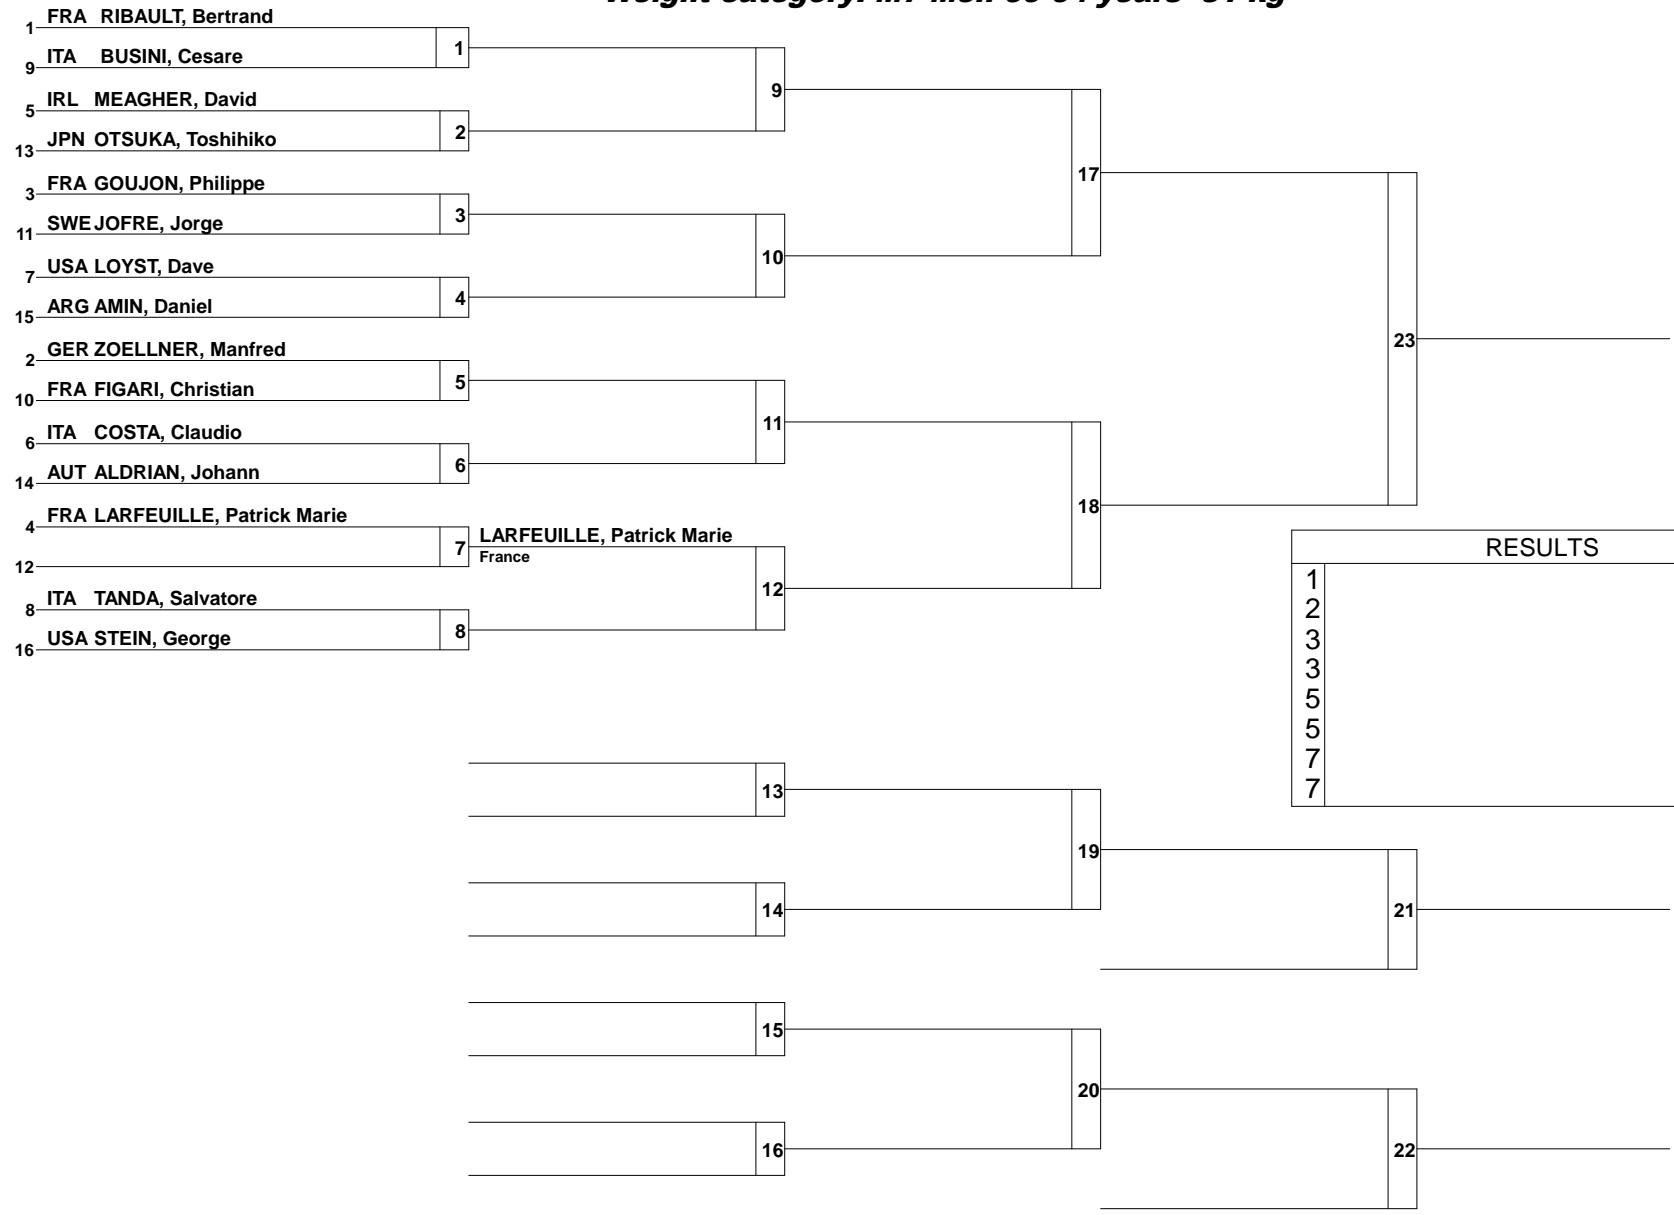 Weight category: Men years kg
FRA RIBAULT, Bertrand
1
1
ITA BUSINI, Cesare
9
9
IRL MEAGHER, David
5
2
JPN OTSUKA, Toshihiko
13
17
FRA GOUJON, Philippe
3
3
SWE JOFRE, Jorge
11
10
USA LOYST, Dave
7
4
ARG AMIN, Daniel
15
23
GER ZOELLNER, Manfred
2
5
FRA FIGARI, Christian
10
11
ITA COSTA, Claudio
6
6
AUT ALDRIAN, Johann
14
18
FRA LARFEUILLE, Patrick Marie
4
7
LARFEUILLE, Patrick Marie
France
12
12
ITA TANDA, Salvatore
8
8
USA STEIN, George
16
RESULTS
1
2
3
3
5
5
7
7
13
19
14
21
15
20
16
22